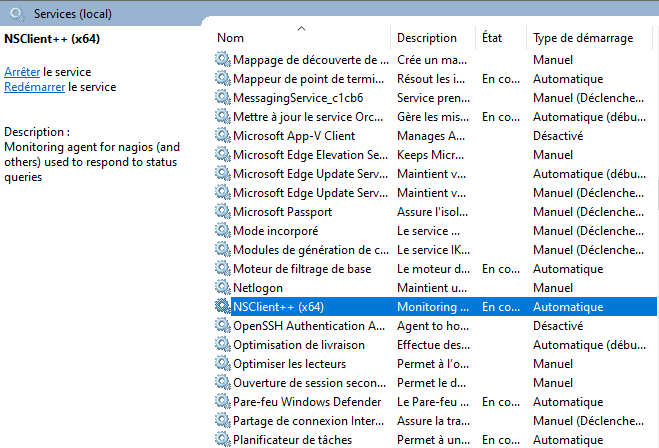 Services (local)
NSClient++ (x64)
Arrêter le service
Redémarrer le service
Description :
Monitoring agent for nagios (and
others) used to respond to status
queries
Nom Description État Type de démarrage
Mappage de découverte de ... Crée un ma... Manuel
Mappeur de point de termi... Résout les i... En co... Automatique
MessagingService_c1cb6 Service pren... Manuel (Déclenche...
Mettre à jour le service Orc... Gère les mis... En co... Automatique (débu...
Microsoft App-V Client Manages A... Désactivé
Microsoft Edge Elevation Se... Keeps Micr... Manuel
Microsoft Edge Update Serv... Maintient v... Automatique (débu...
Microsoft Edge Update Serv... Maintient v... Manuel (Déclenche...
Microsoft Passport Assure l'isol... Manuel (Déclenche...
Mode incorporé Le service ... Manuel (Déclenche...
Modules de génération de c... Le service IK... Manuel (Déclenche...
Moteur de filtrage de base Le moteur d... En co... Automatique
Netlogon Maintient u... Manuel
NSClient++ (x64) Monitoring ... En co... Automatique
OpenSSH Authentication A... Agent to ho... Désactivé
Optimisation de livraison Effectue des... Automatique (débu...
Optimiser les lecteurs Permet à l'o... Manuel
Ouverture de session secon... Permet le d... Manuel
Pare-feu Windows Defender Le Pare-feu ... En co... Automatique
Partage de connexion Inter... Assure la tra... Manuel (Déclenche...
Planificateur de tâches Permet à un... En co... Automatique